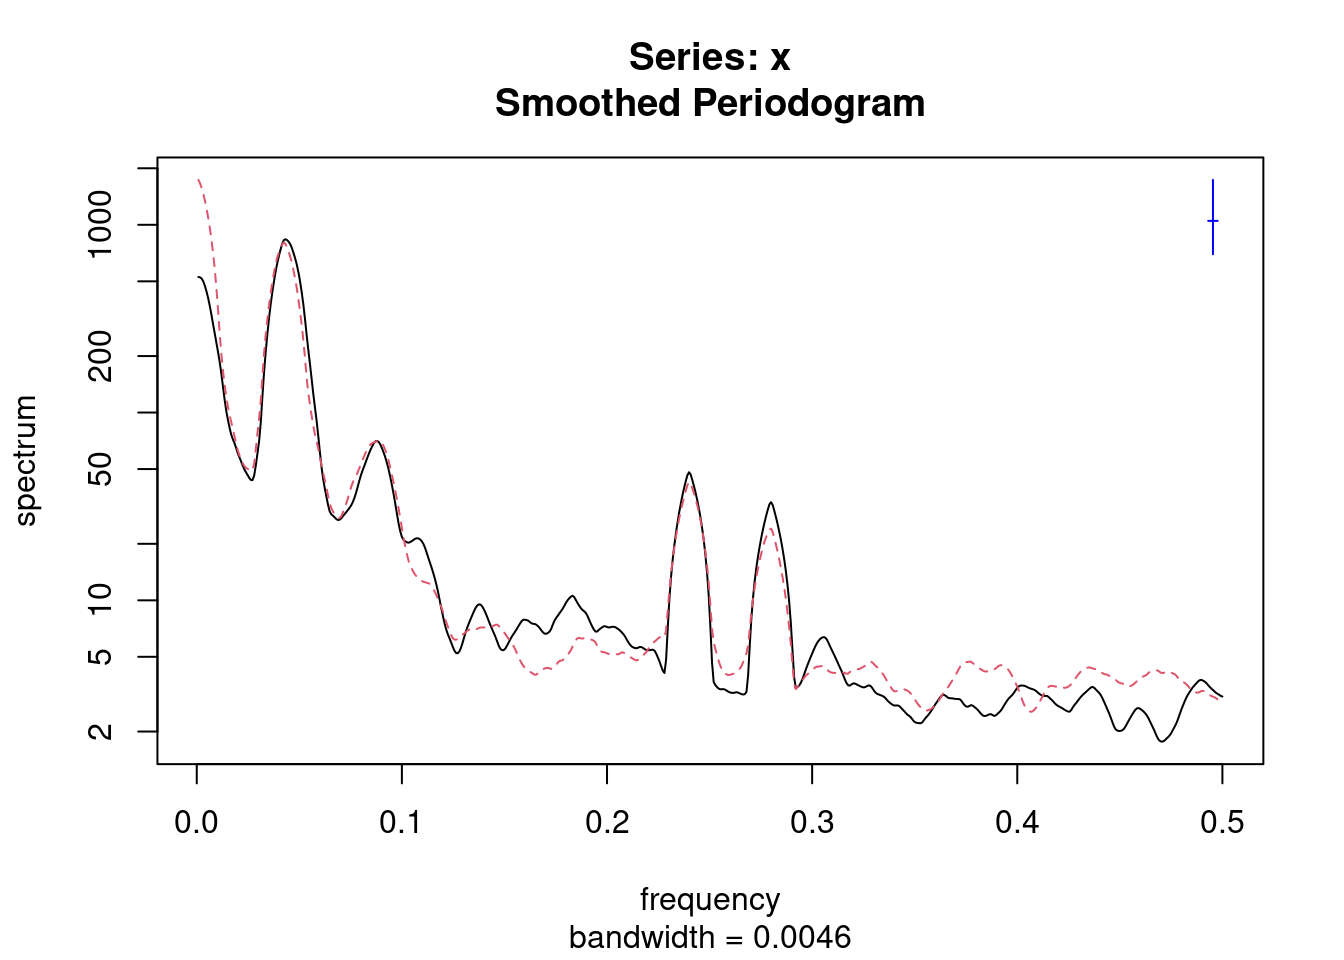 Series: x
Smoothed Periodogram
spectrum
1000
200
50
10
5
2
0.0 0.1 0.2 0.3 0.4 0.5
frequency
bandwidth = 0.0046